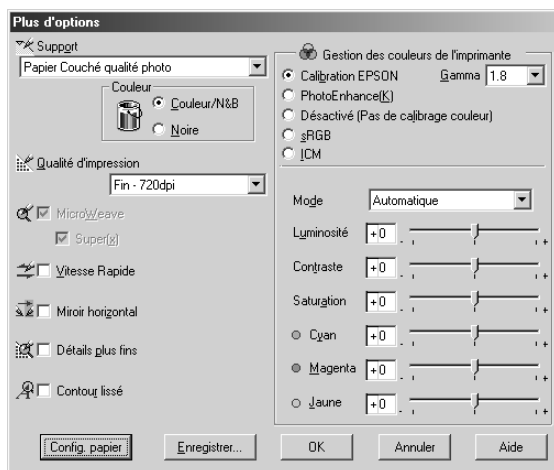 Plus d'options
Support
Papier Couché qualité photo
Couleur
Couleur/N&B
Noire
Qualité d'impression
Fin - 720dpi
MicroWeave
Super(x)
Vitesse Rapide
Miroir horizontal
Détails plus fins
Contour lissé
Gestion des couleurs de l'imprimante
Calibration EPSON Gamma 1.8
PhotoEnhance(K)
Désactivé (Pas de calibrage couleur)
sRGB
ICM
Mode Automatique
Luminosité +0 - +
Contraste +0 - +
Saturation +0 - +
Cyan +0 - +
Magenta +0 - +
Jaune +0 - +
Config. papier Enregistrer... OK Annuler Aide